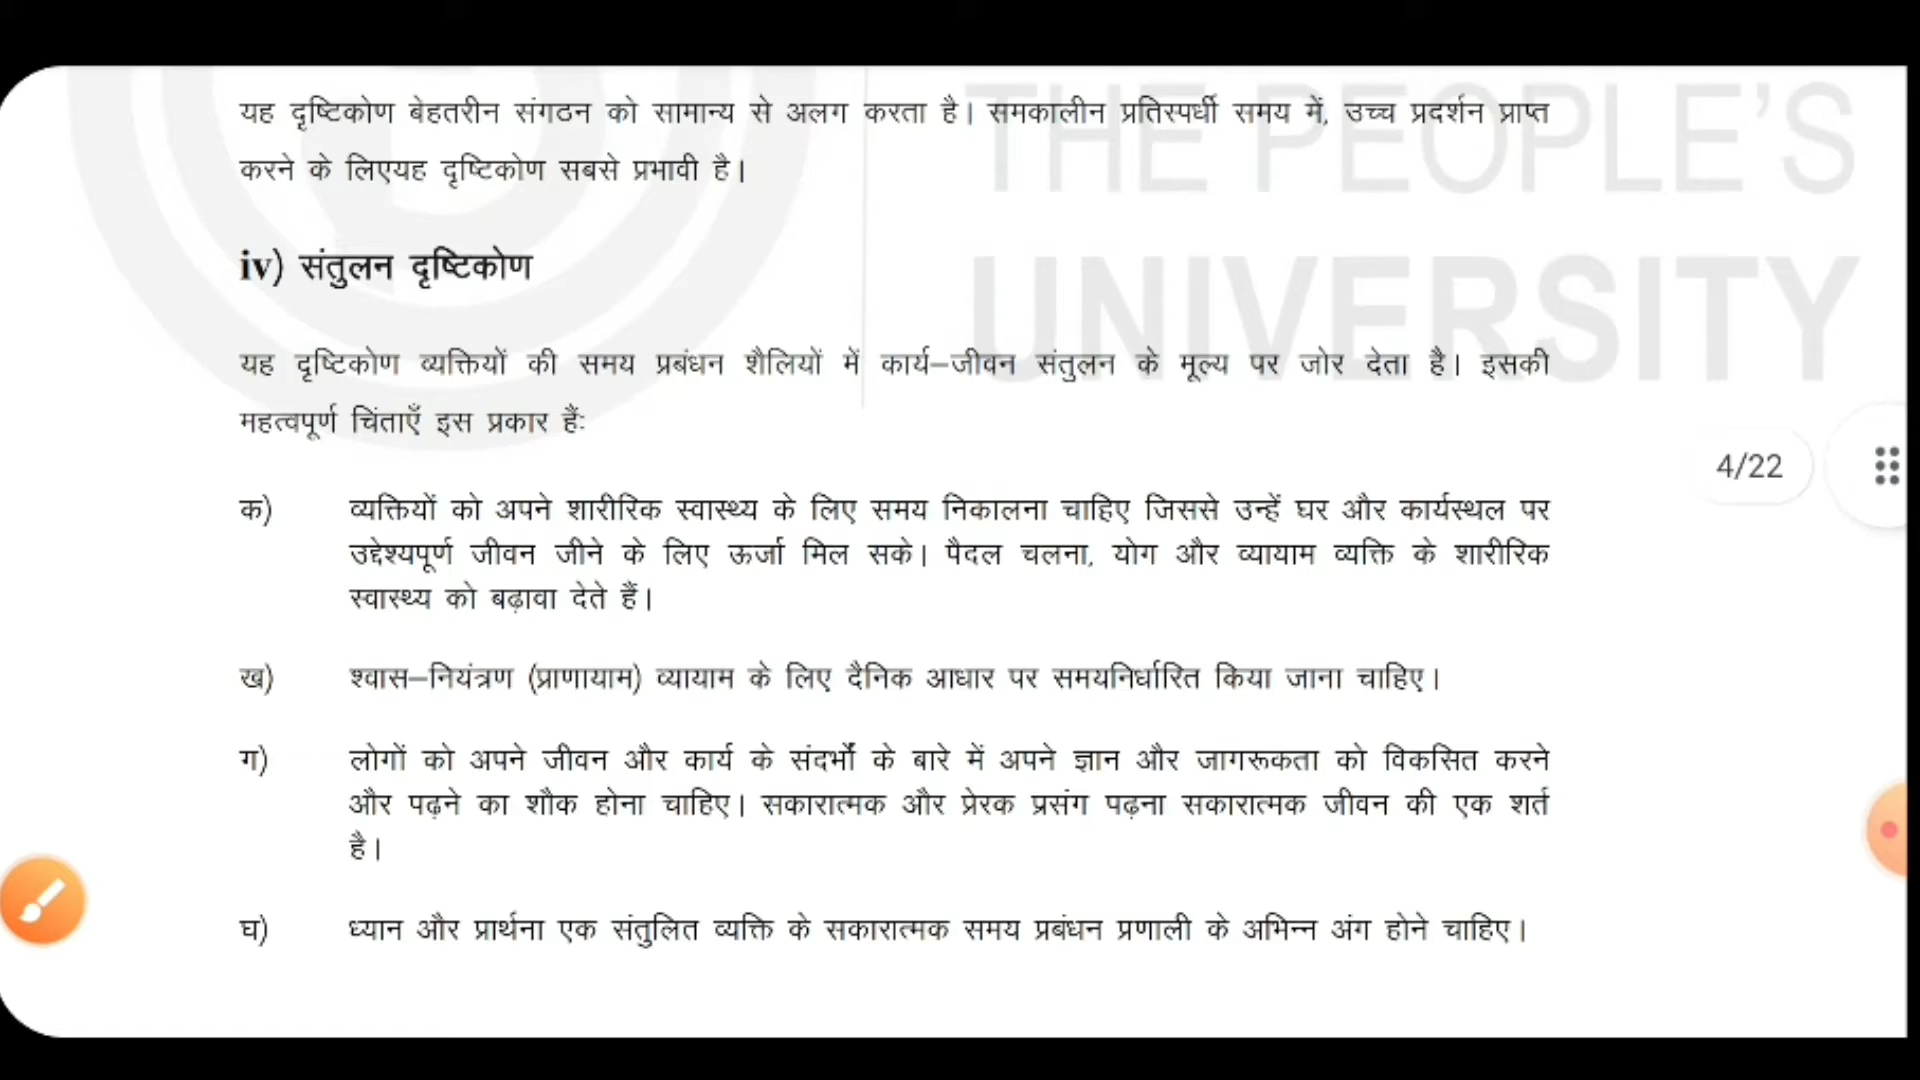 THE PEOPLE'S
UNIVERSITY
यह दृष्टिकोण बेहतरीन संगठन को सामान्य से अलग करता है। समकालीन प्रतिस्पर्धी समय में, उच्च प्रदर्शन प्राप्त
करने के लिएयह दृष्टिकोण सबसे प्रभावी है।
iv) संतुलन दृष्टिकोण
यह दृष्टिकोण व्यक्तियों की समय प्रबंधन शैलियों में कार्य–जीवन संतुलन के मूल्य पर जोर देता है। इसकी
महत्वपूर्ण चिंताएँ इस प्रकार हैं:
4/22
क) व्यक्तियों को अपने शारीरिक स्वास्थ्य के लिए समय निकालना चाहिए जिससे उन्हें घर और कार्यस्थल पर
उद्देश्यपूर्ण जीवन जीने के लिए ऊर्जा मिल सके। पैदल चलना, योग और व्यायाम व्यक्ति के शारीरिक
स्वास्थ्य को बढ़ावा देते हैं।
ख) श्वास–नियंत्रण (प्राणायाम) व्यायाम के लिए दैनिक आधार पर समयनिर्धारित किया जाना चाहिए।
ग) लोगों को अपने जीवन और कार्य के संदर्भों के बारे में अपने ज्ञान और जागरूकता को विकसित करने
और पढ़ने का शौक होना चाहिए। सकारात्मक और प्रेरक प्रसंग पढ़ना सकारात्मक जीवन की एक शर्त
है।
घ) ध्यान और प्रार्थना एक संतुलित व्यक्ति के सकारात्मक समय प्रबंधन प्रणाली के अभिन्न अंग होने चाहिए।